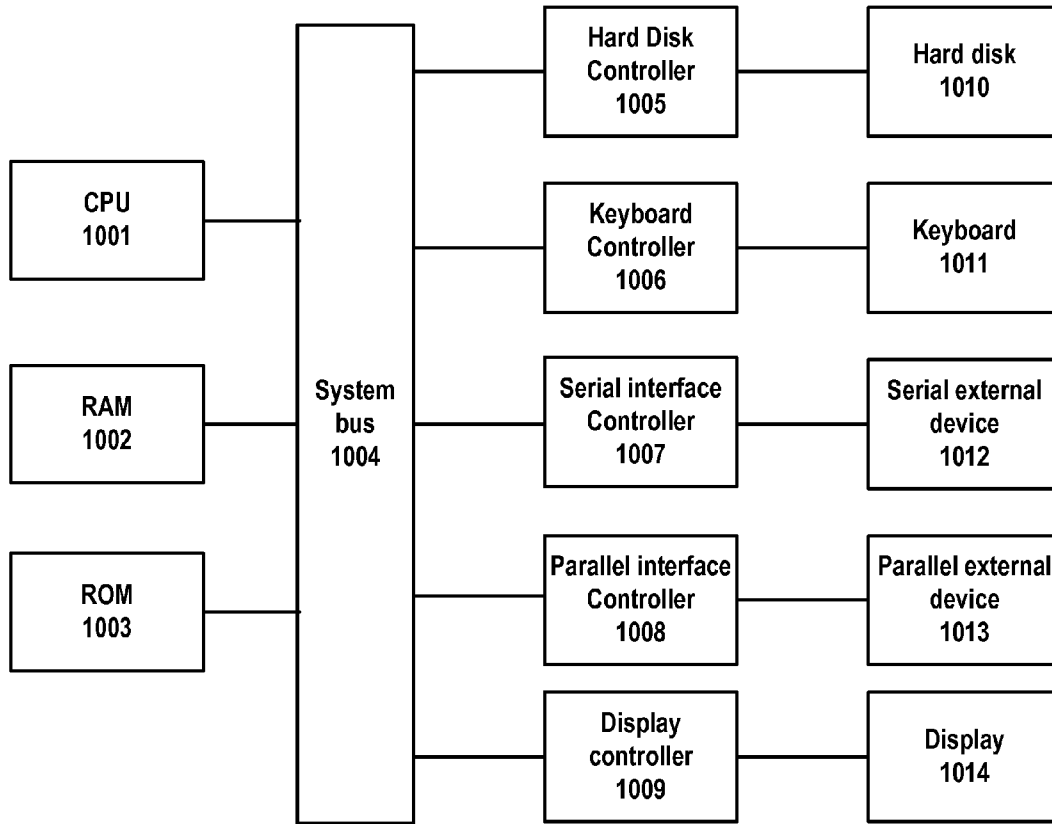 CPU
1001
RAM
1002
ROM
1003
System
bus
1004
Hard Disk
Controller
1005
Hard disk
1010
Keyboard
Controller
1006
Keyboard
1011
Serial interface
Controller
1007
Serial external
device
1012
Parallel interface
Controller
1008
Parallel external
device
1013
Display
controller
1009
Display
1014